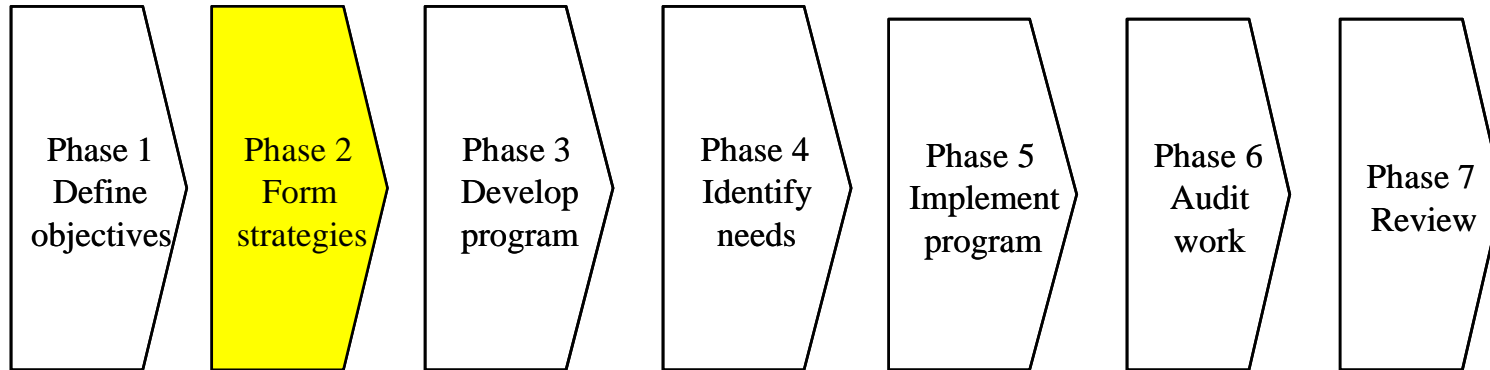 Phase 1
Define
objectives
Phase 2
Form
strategies
Phase 3
Develop
program
Phase 4
Identify
needs
Phase 5
Implement
program
Phase 6
Audit
work
Phase 7
Review